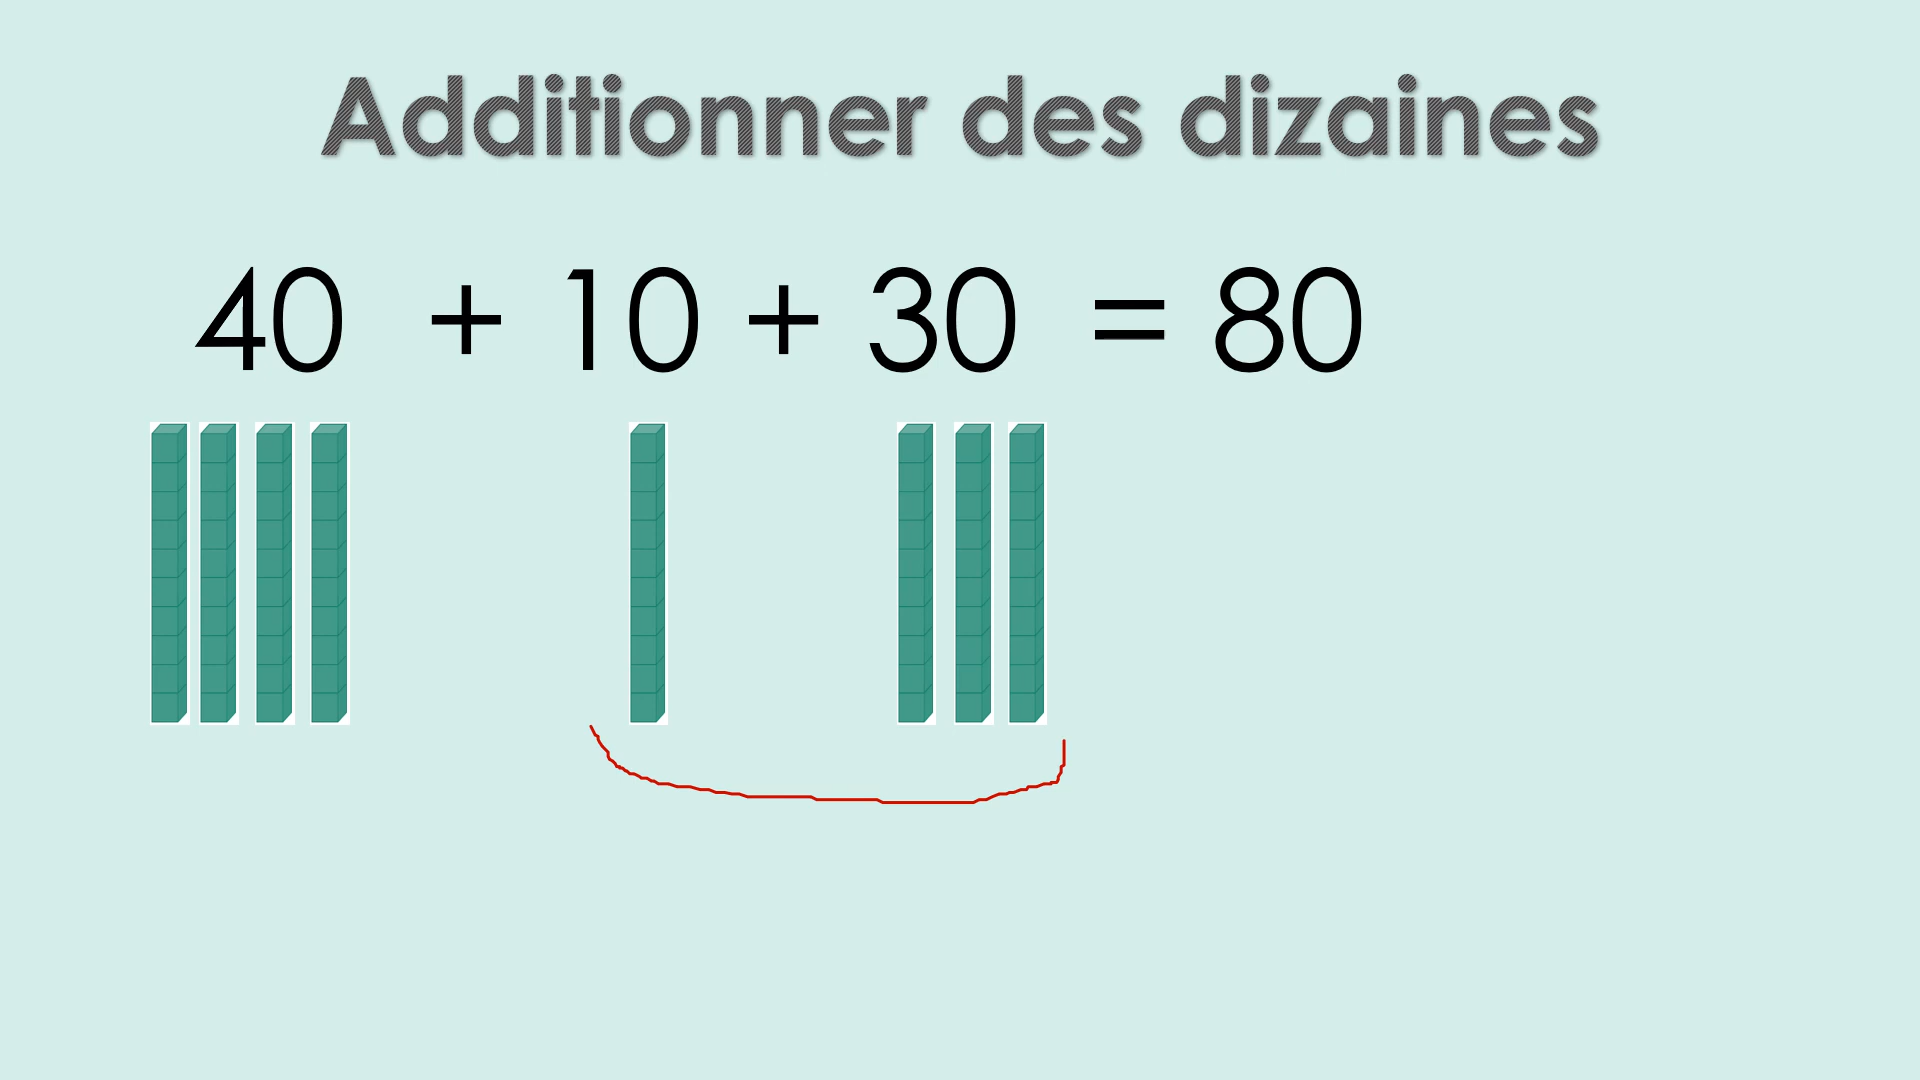 Additionner des dizaines
40 + 10 + 30 = 80